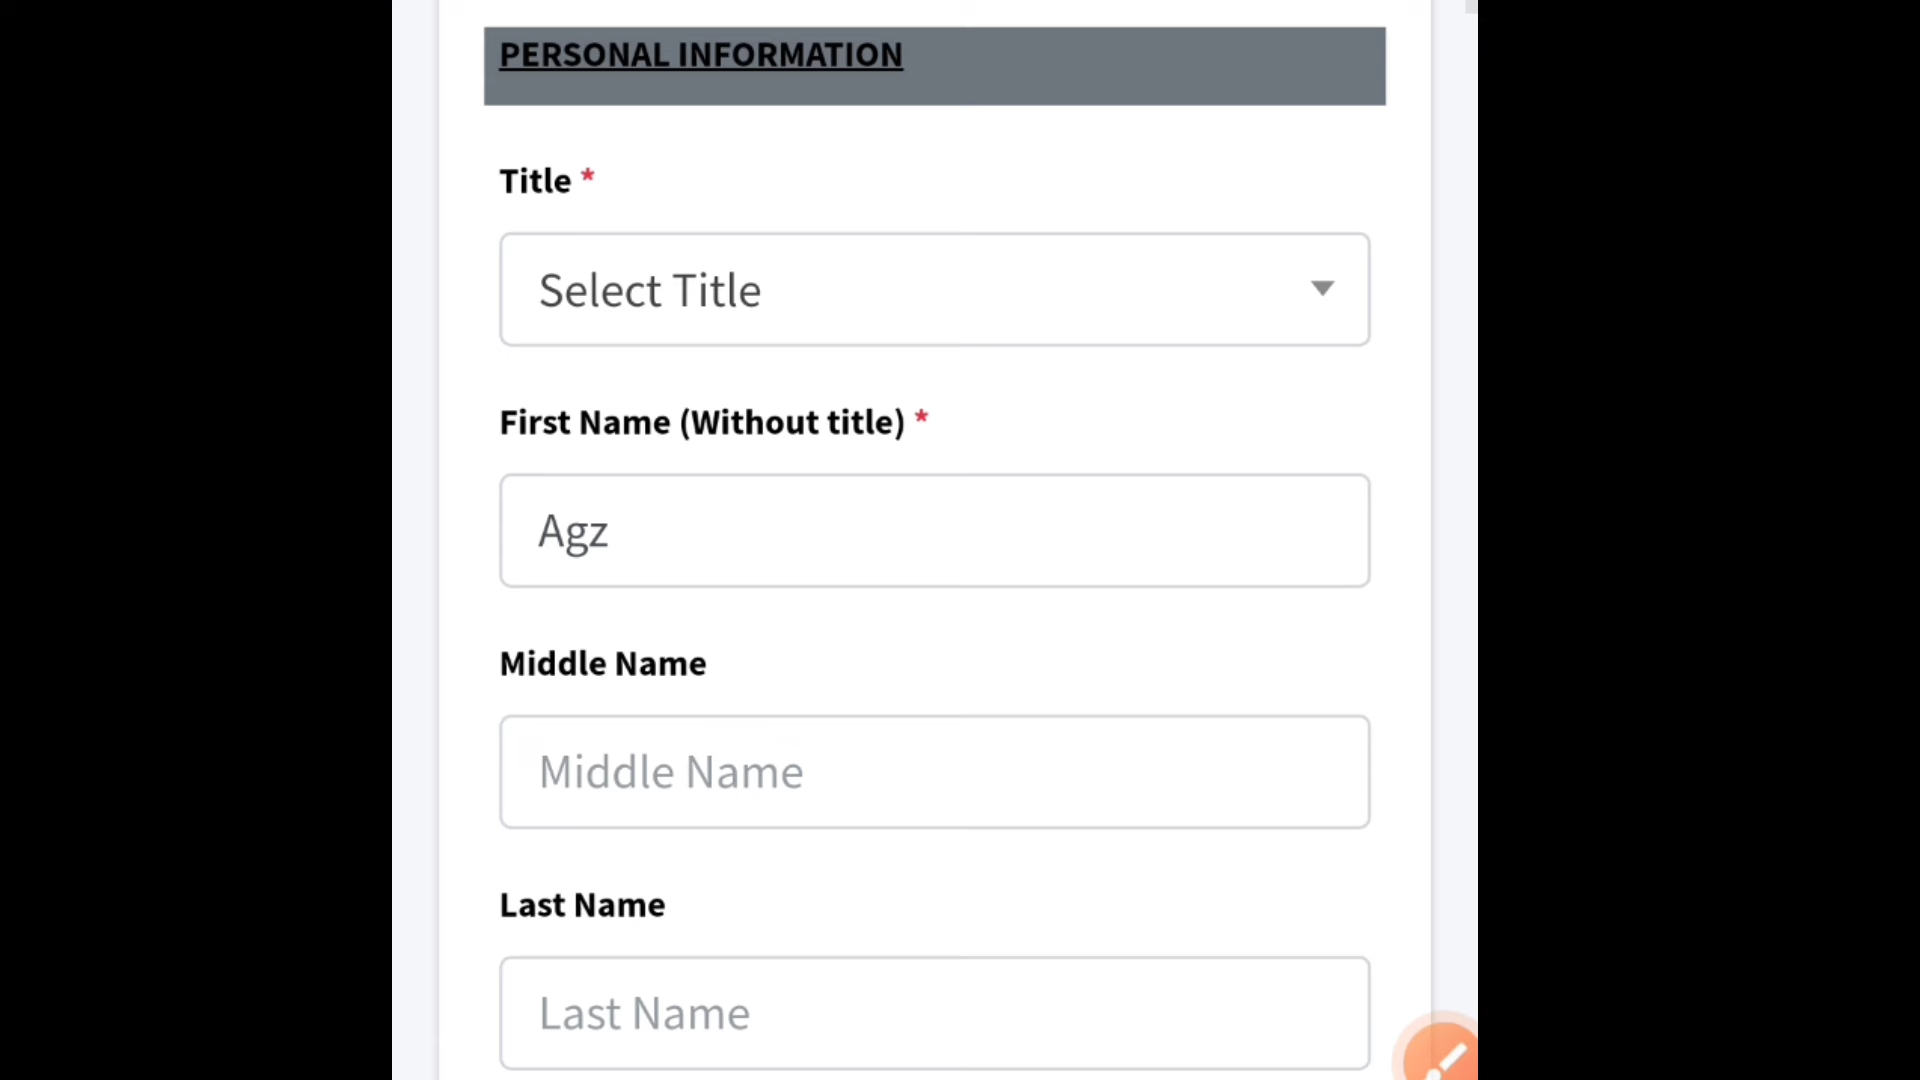 PERSONAL INFORMATION
Title *
Select Title
First Name (Without title) *
Agz
Middle Name
Middle Name
Last Name
Last Name